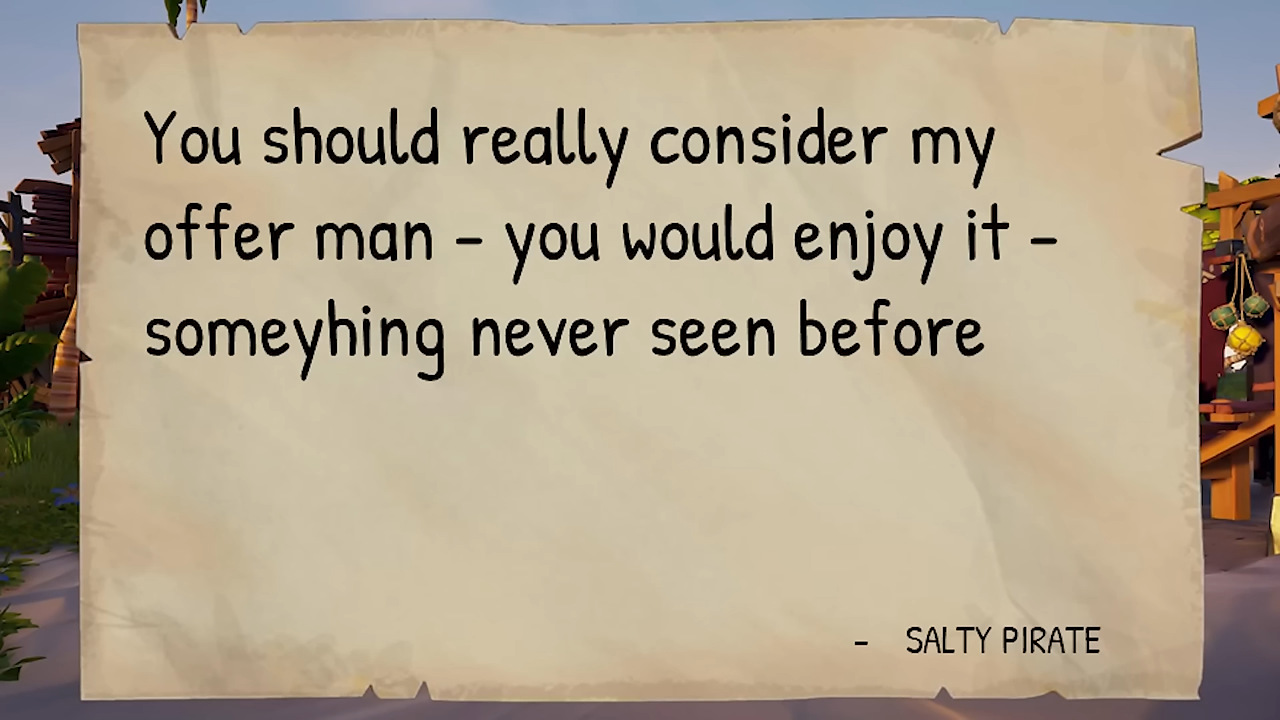 You should really consider my
offer man - you would enjoy it -
someyhing never seen before
- SALTY PIRATE